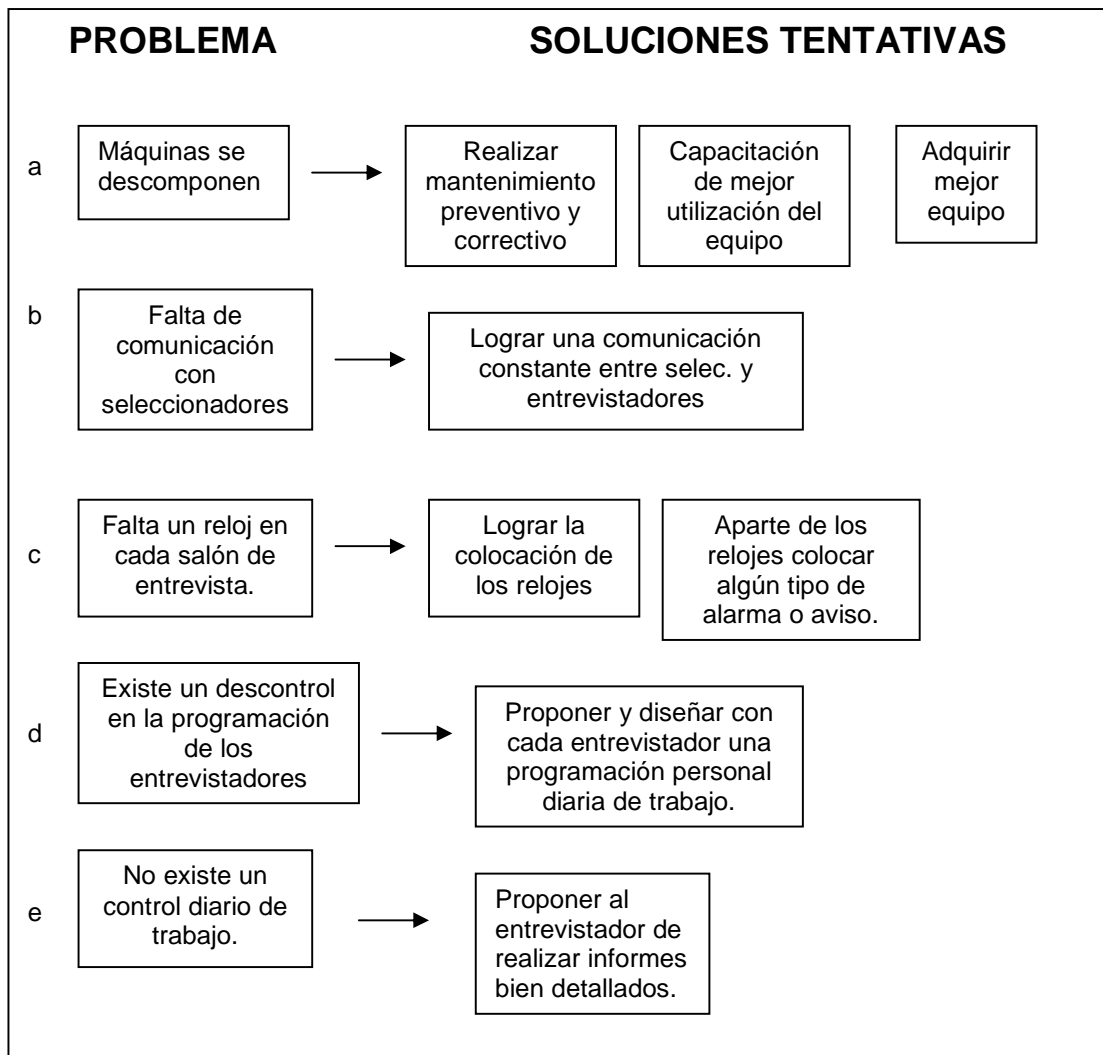 PROBLEMA SOLUCIONES TENTATIVAS
a
Máquinas se
descomponen
Realizar
mantenimiento
preventivo y
correctivo
Capacitación
de mejor
utilización del
equipo
Adquirir
mejor
equipo
b
Falta de
comunicación
con
seleccionadores
Lograr una comunicación
constante entre selec. y
entrevistadores
c
Falta un reloj en
cada salón de
entrevista.
Lograr la
colocación de
los relojes
Aparte de los
relojes colocar
algún tipo de
alarma o aviso.
d
Existe un descontrol
en la programación
de los
entrevistadores
Proponer y diseñar con
cada entrevistador una
programación personal
diaria de trabajo.
e
No existe un
control diario de
trabajo.
Proponer al
entrevistador de
realizar informes
bien detallados.